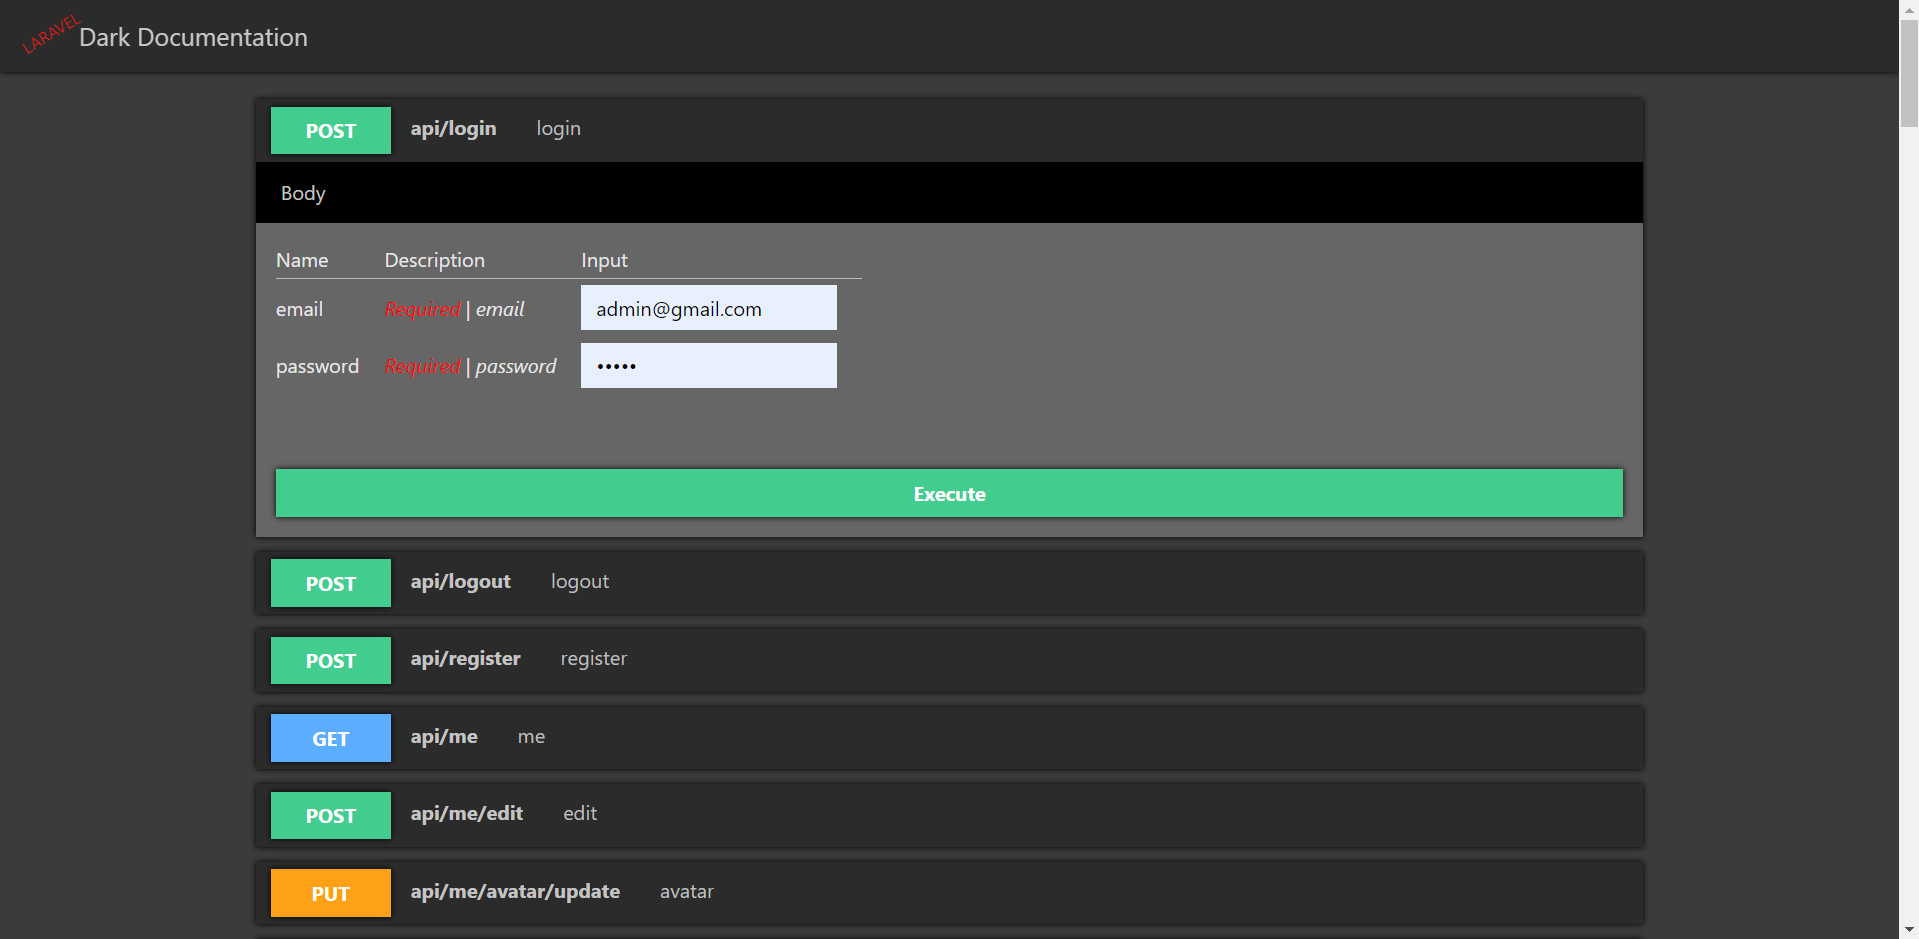 LARAVEL Dark Documentation
POST api/login login
Body
Name Description Input
email Required | email admin@gmail.com
password Required | password •••••
Execute
POST api/logout logout
POST api/register register
GET api/me me
POST api/me/edit edit
PUT api/me/avatar/update avatar